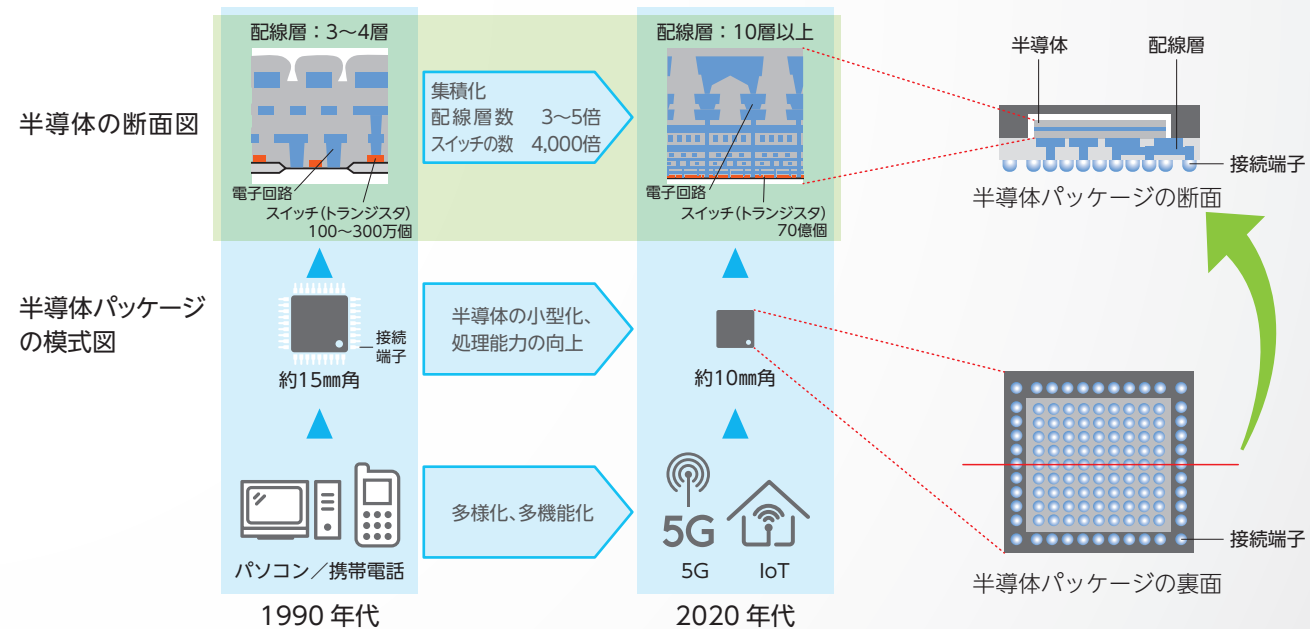 配線層：3〜4層
配線層：10層以上
半導体の断面図
集積化
配線層数 3〜5倍
スイッチの数 4,000倍
電子回路
スイッチ（トランジスタ）
100〜300万個
電子回路
スイッチ（トランジスタ）
70億個
半導体
配線層
接続端子
半導体パッケージの断面
半導体パッケージ
の模式図
接続
端子
約15㎜角
半導体の小型化、
処理能力の向上
約10㎜角
パソコン／携帯電話
多様化、多機能化
5G
5G
IoT
接続端子
半導体パッケージの裏面
1990 年代
2020 年代